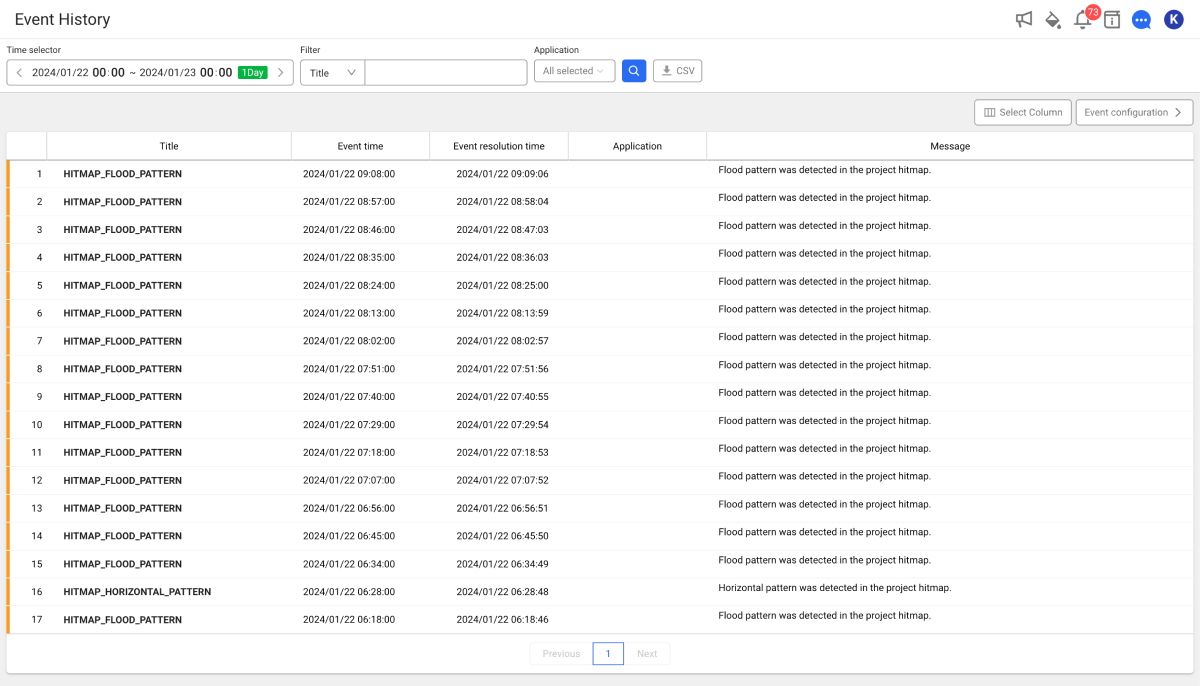 Event History
73
K
Time selector
Filter
Application
2024/01/22 00:00 ~ 2024/01/23 00:00 1Day
Title
All selected
CSV
Select Column
Event configuration
Title Event time Event resolution time Application Message
1 HITMAP_FLOOD_PATTERN 2024/01/22 09:08:00 2024/01/22 09:09:06 Flood pattern was detected in the project hitmap.
2 HITMAP_FLOOD_PATTERN 2024/01/22 08:57:00 2024/01/22 08:58:04 Flood pattern was detected in the project hitmap.
3 HITMAP_FLOOD_PATTERN 2024/01/22 08:46:00 2024/01/22 08:47:03 Flood pattern was detected in the project hitmap.
4 HITMAP_FLOOD_PATTERN 2024/01/22 08:35:00 2024/01/22 08:36:03 Flood pattern was detected in the project hitmap.
5 HITMAP_FLOOD_PATTERN 2024/01/22 08:24:00 2024/01/22 08:25:00 Flood pattern was detected in the project hitmap.
6 HITMAP_FLOOD_PATTERN 2024/01/22 08:13:00 2024/01/22 08:13:59 Flood pattern was detected in the project hitmap.
7 HITMAP_FLOOD_PATTERN 2024/01/22 08:02:00 2024/01/22 08:02:57 Flood pattern was detected in the project hitmap.
8 HITMAP_FLOOD_PATTERN 2024/01/22 07:51:00 2024/01/22 07:51:56 Flood pattern was detected in the project hitmap.
9 HITMAP_FLOOD_PATTERN 2024/01/22 07:40:00 2024/01/22 07:40:55 Flood pattern was detected in the project hitmap.
10 HITMAP_FLOOD_PATTERN 2024/01/22 07:29:00 2024/01/22 07:29:54 Flood pattern was detected in the project hitmap.
11 HITMAP_FLOOD_PATTERN 2024/01/22 07:18:00 2024/01/22 07:18:53 Flood pattern was detected in the project hitmap.
12 HITMAP_FLOOD_PATTERN 2024/01/22 07:07:00 2024/01/22 07:07:52 Flood pattern was detected in the project hitmap.
13 HITMAP_FLOOD_PATTERN 2024/01/22 06:56:00 2024/01/22 06:56:51 Flood pattern was detected in the project hitmap.
14 HITMAP_FLOOD_PATTERN 2024/01/22 06:45:00 2024/01/22 06:45:50 Flood pattern was detected in the project hitmap.
15 HITMAP_FLOOD_PATTERN 2024/01/22 06:34:00 2024/01/22 06:34:49 Flood pattern was detected in the project hitmap.
16 HITMAP_HORIZONTAL_PATTERN 2024/01/22 06:28:00 2024/01/22 06:28:48 Horizontal pattern was detected in the project hitmap.
17 HITMAP_FLOOD_PATTERN 2024/01/22 06:18:00 2024/01/22 06:18:46 Flood pattern was detected in the project hitmap.
Previous 1 Next